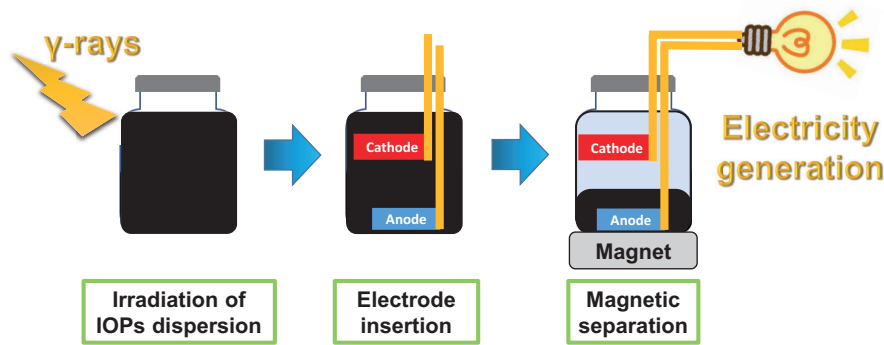 γ-rays
Cathode
Anode
Cathode
Anode
Magnet
Electricity
generation
Irradiation of
IOPs dispersion
Electrode
insertion
Magnetic
separation